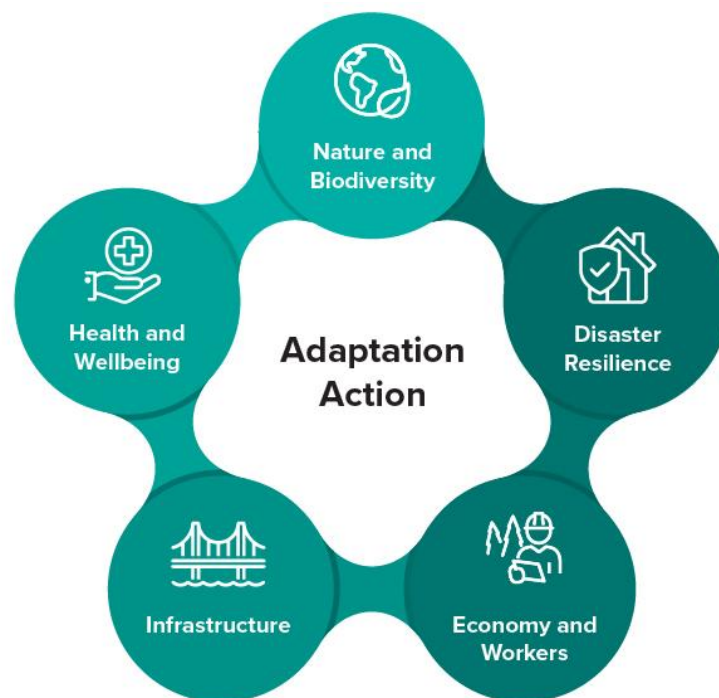 Nature and
Biodiversity
Health and
Wellbeing
Disaster
Resilience
Adaptation
Action
Infrastructure
Economy and
Workers